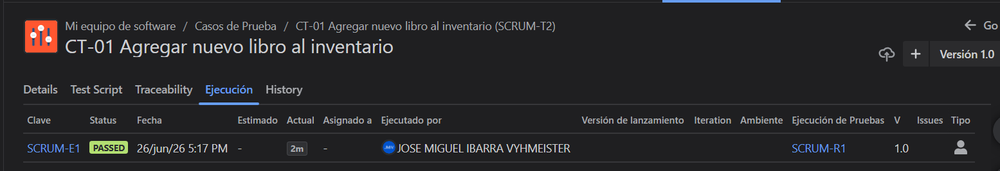 Mi equipo de software / Casos de Prueba / CT-01 Agregar nuevo libro al inventario (SCRUM-T2)
Go
CT-01 Agregar nuevo libro al inventario
+ Versión 1.0
Details Test Script Traceability Ejecución History
Clave Status Fecha Estimado Actual Asignado a Ejecutado por Versión de lanzamiento Iteration Ambiente Ejecución de Pruebas V Issues Tipo
SCRUM-E1 PASSED 26/jun/26 5:17 PM - 2m - JMIV JOSE MIGUEL IBARRA VYHMEISTER SCRUM-R1 1.0